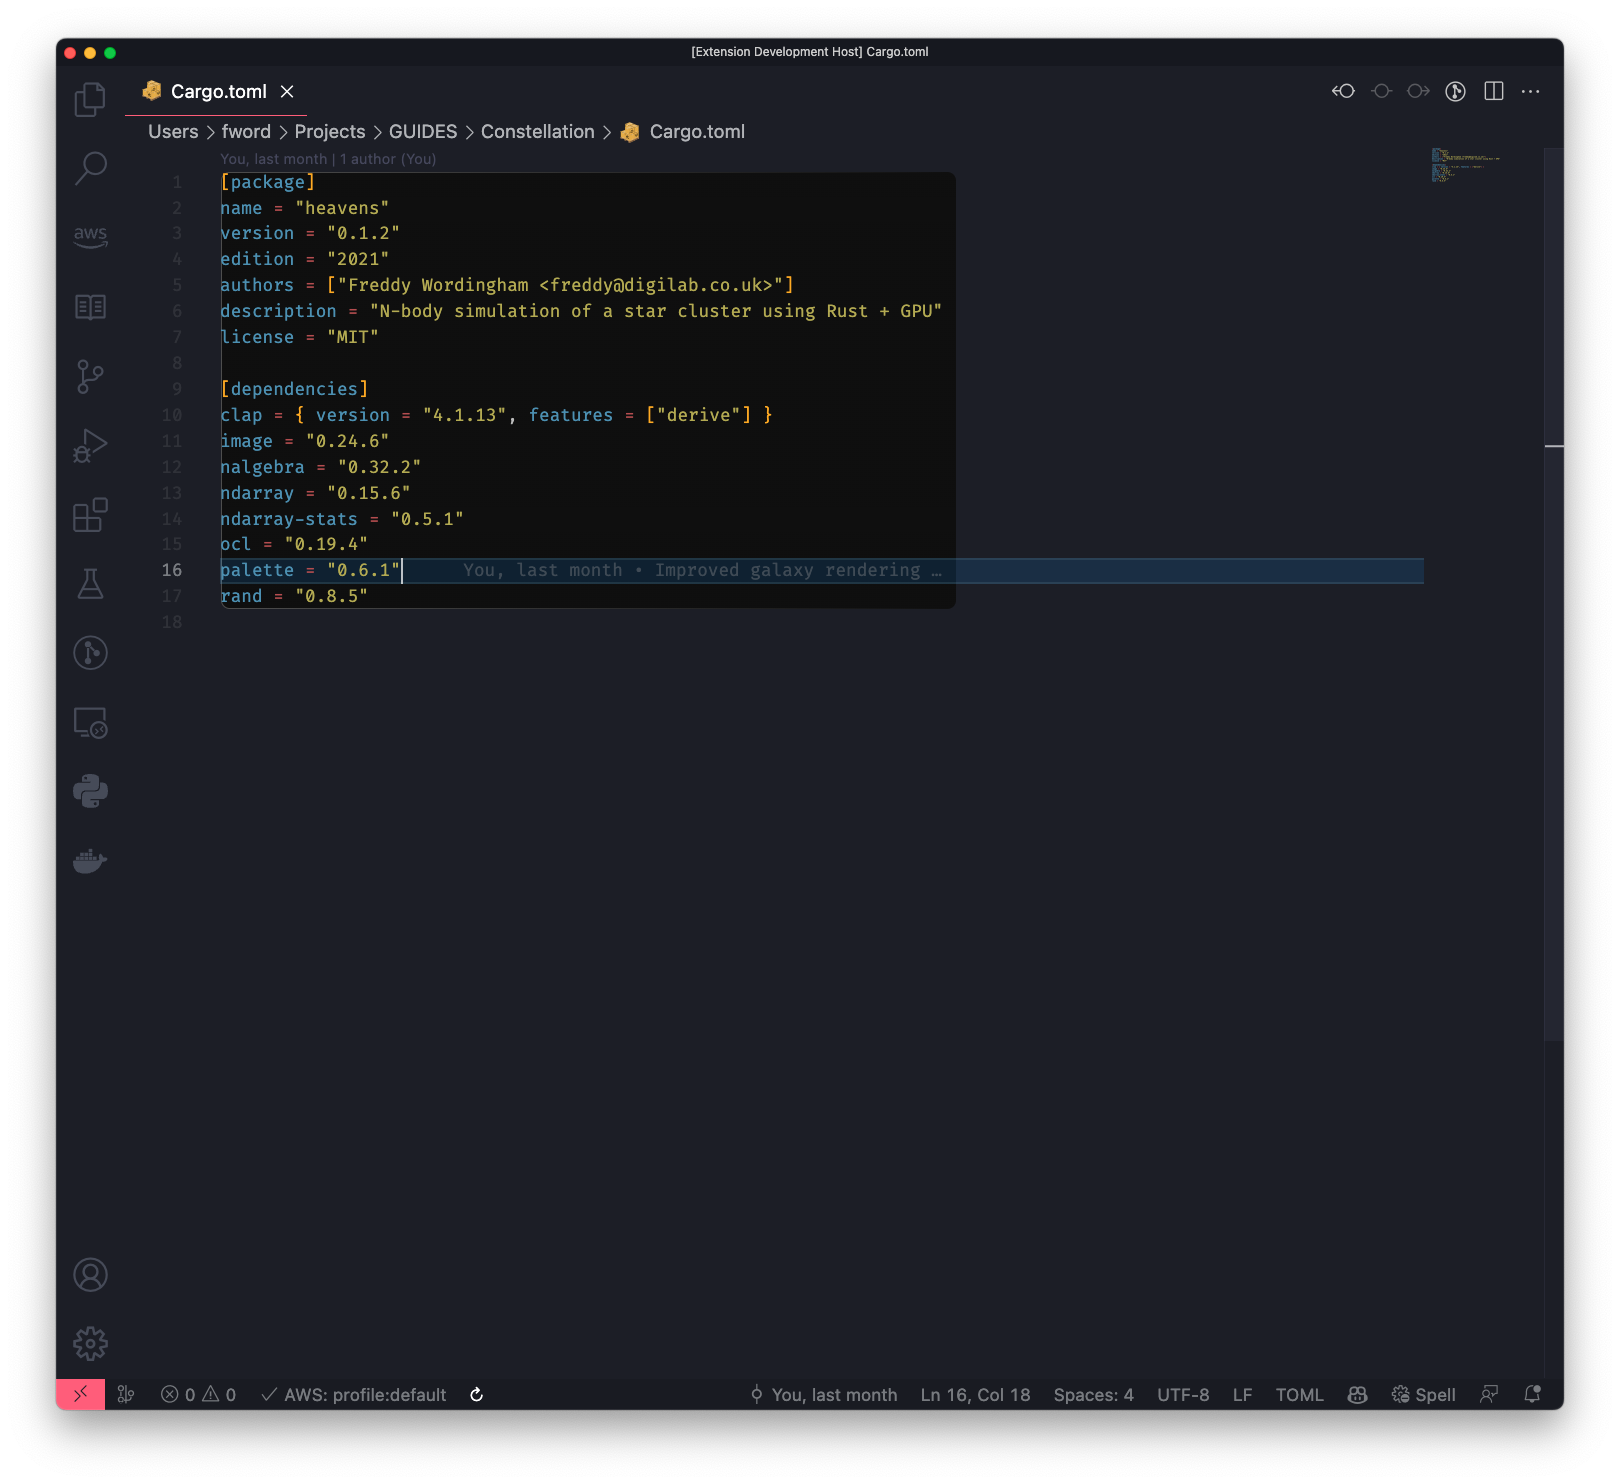 [Extension Development Host] Cargo.toml
Cargo.toml
Users > fword > Projects > GUIDES > Constellation > Cargo.toml
You, last month | 1 author (You)
aws
1 [package]
2 name = "heavens"
3 version = "0.1.2"
4 edition = "2021"
5 authors = ["Freddy Wordingham <freddy@digilab.co.uk>"]
6 description = "N-body simulation of a star cluster using Rust + GPU"
7 license = "MIT"
8
9 [dependencies]
10 clap = { version = "4.1.13", features = ["derive"] }
11 image = "0.24.6"
12 nalgebra = "0.32.2"
13 ndarray = "0.15.6"
14 ndarray-stats = "0.5.1"
15 ocl = "0.19.4"
16 palette = "0.6.1" You, last month • Improved galaxy rendering …
17 rand = "0.8.5"
18
0 0 AWS: profile:default You, last month Ln 16, Col 18 Spaces: 4 UTF-8 LF TOML Spell